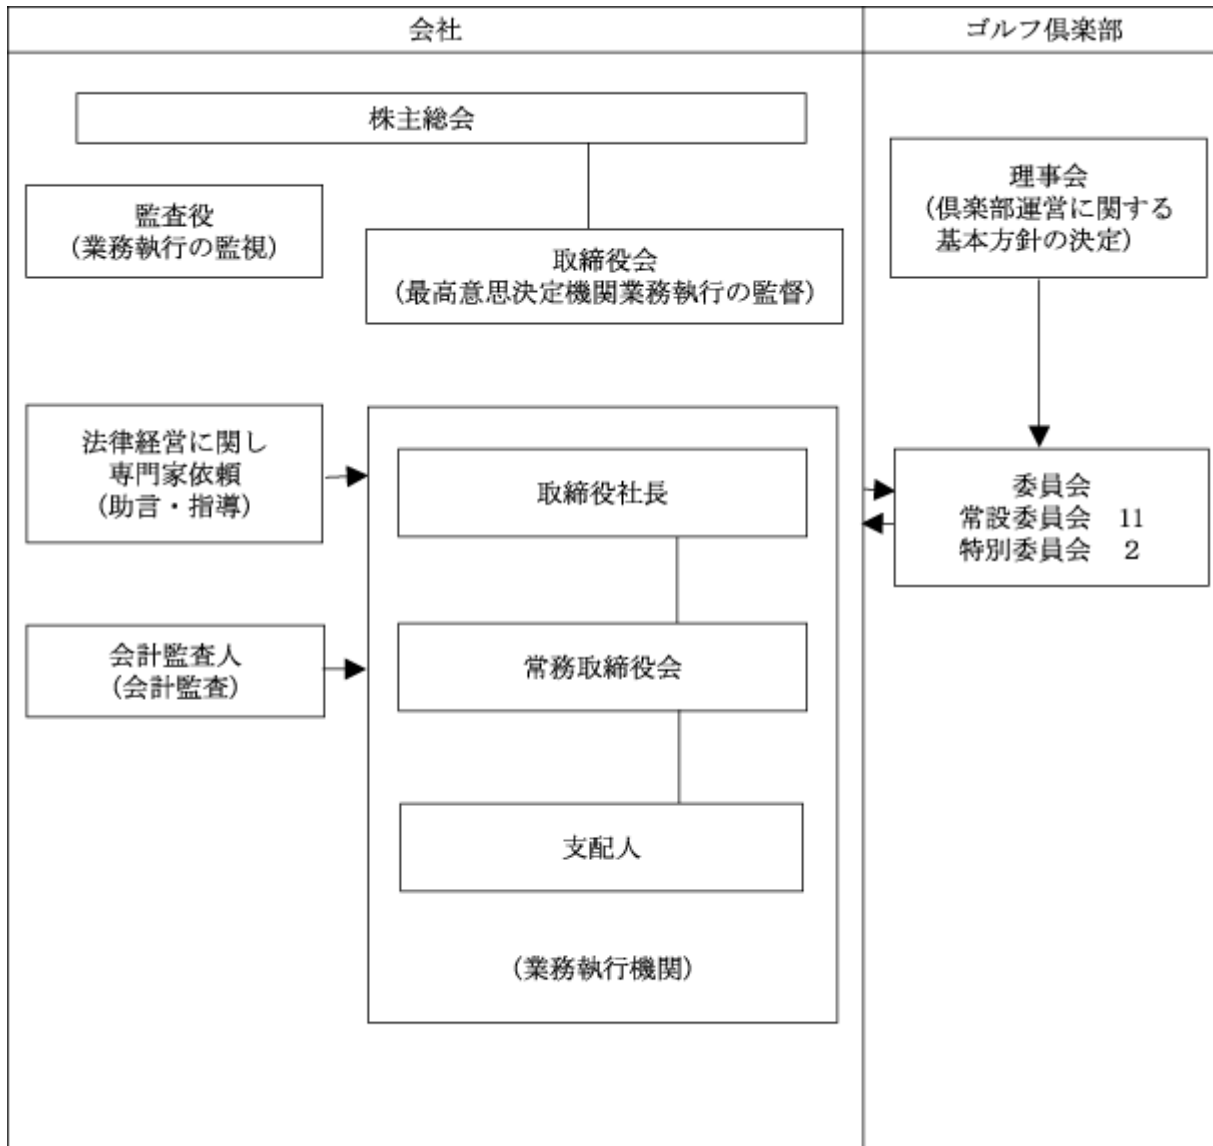 会社
ゴルフ倶楽部
株主総会
監査役
(業務執行の監視)
取締役会
(最高意思決定機関業務執行の監督)
理事会
(倶楽部運営に関する
基本方針の決定)
法律経営に関し
専門家依頼
(助言・指導)
取締役社長
委員会
常設委員会 11
特別委員会 2
会計監査人
(会計監査)
常務取締役会
支配人
(業務執行機関)